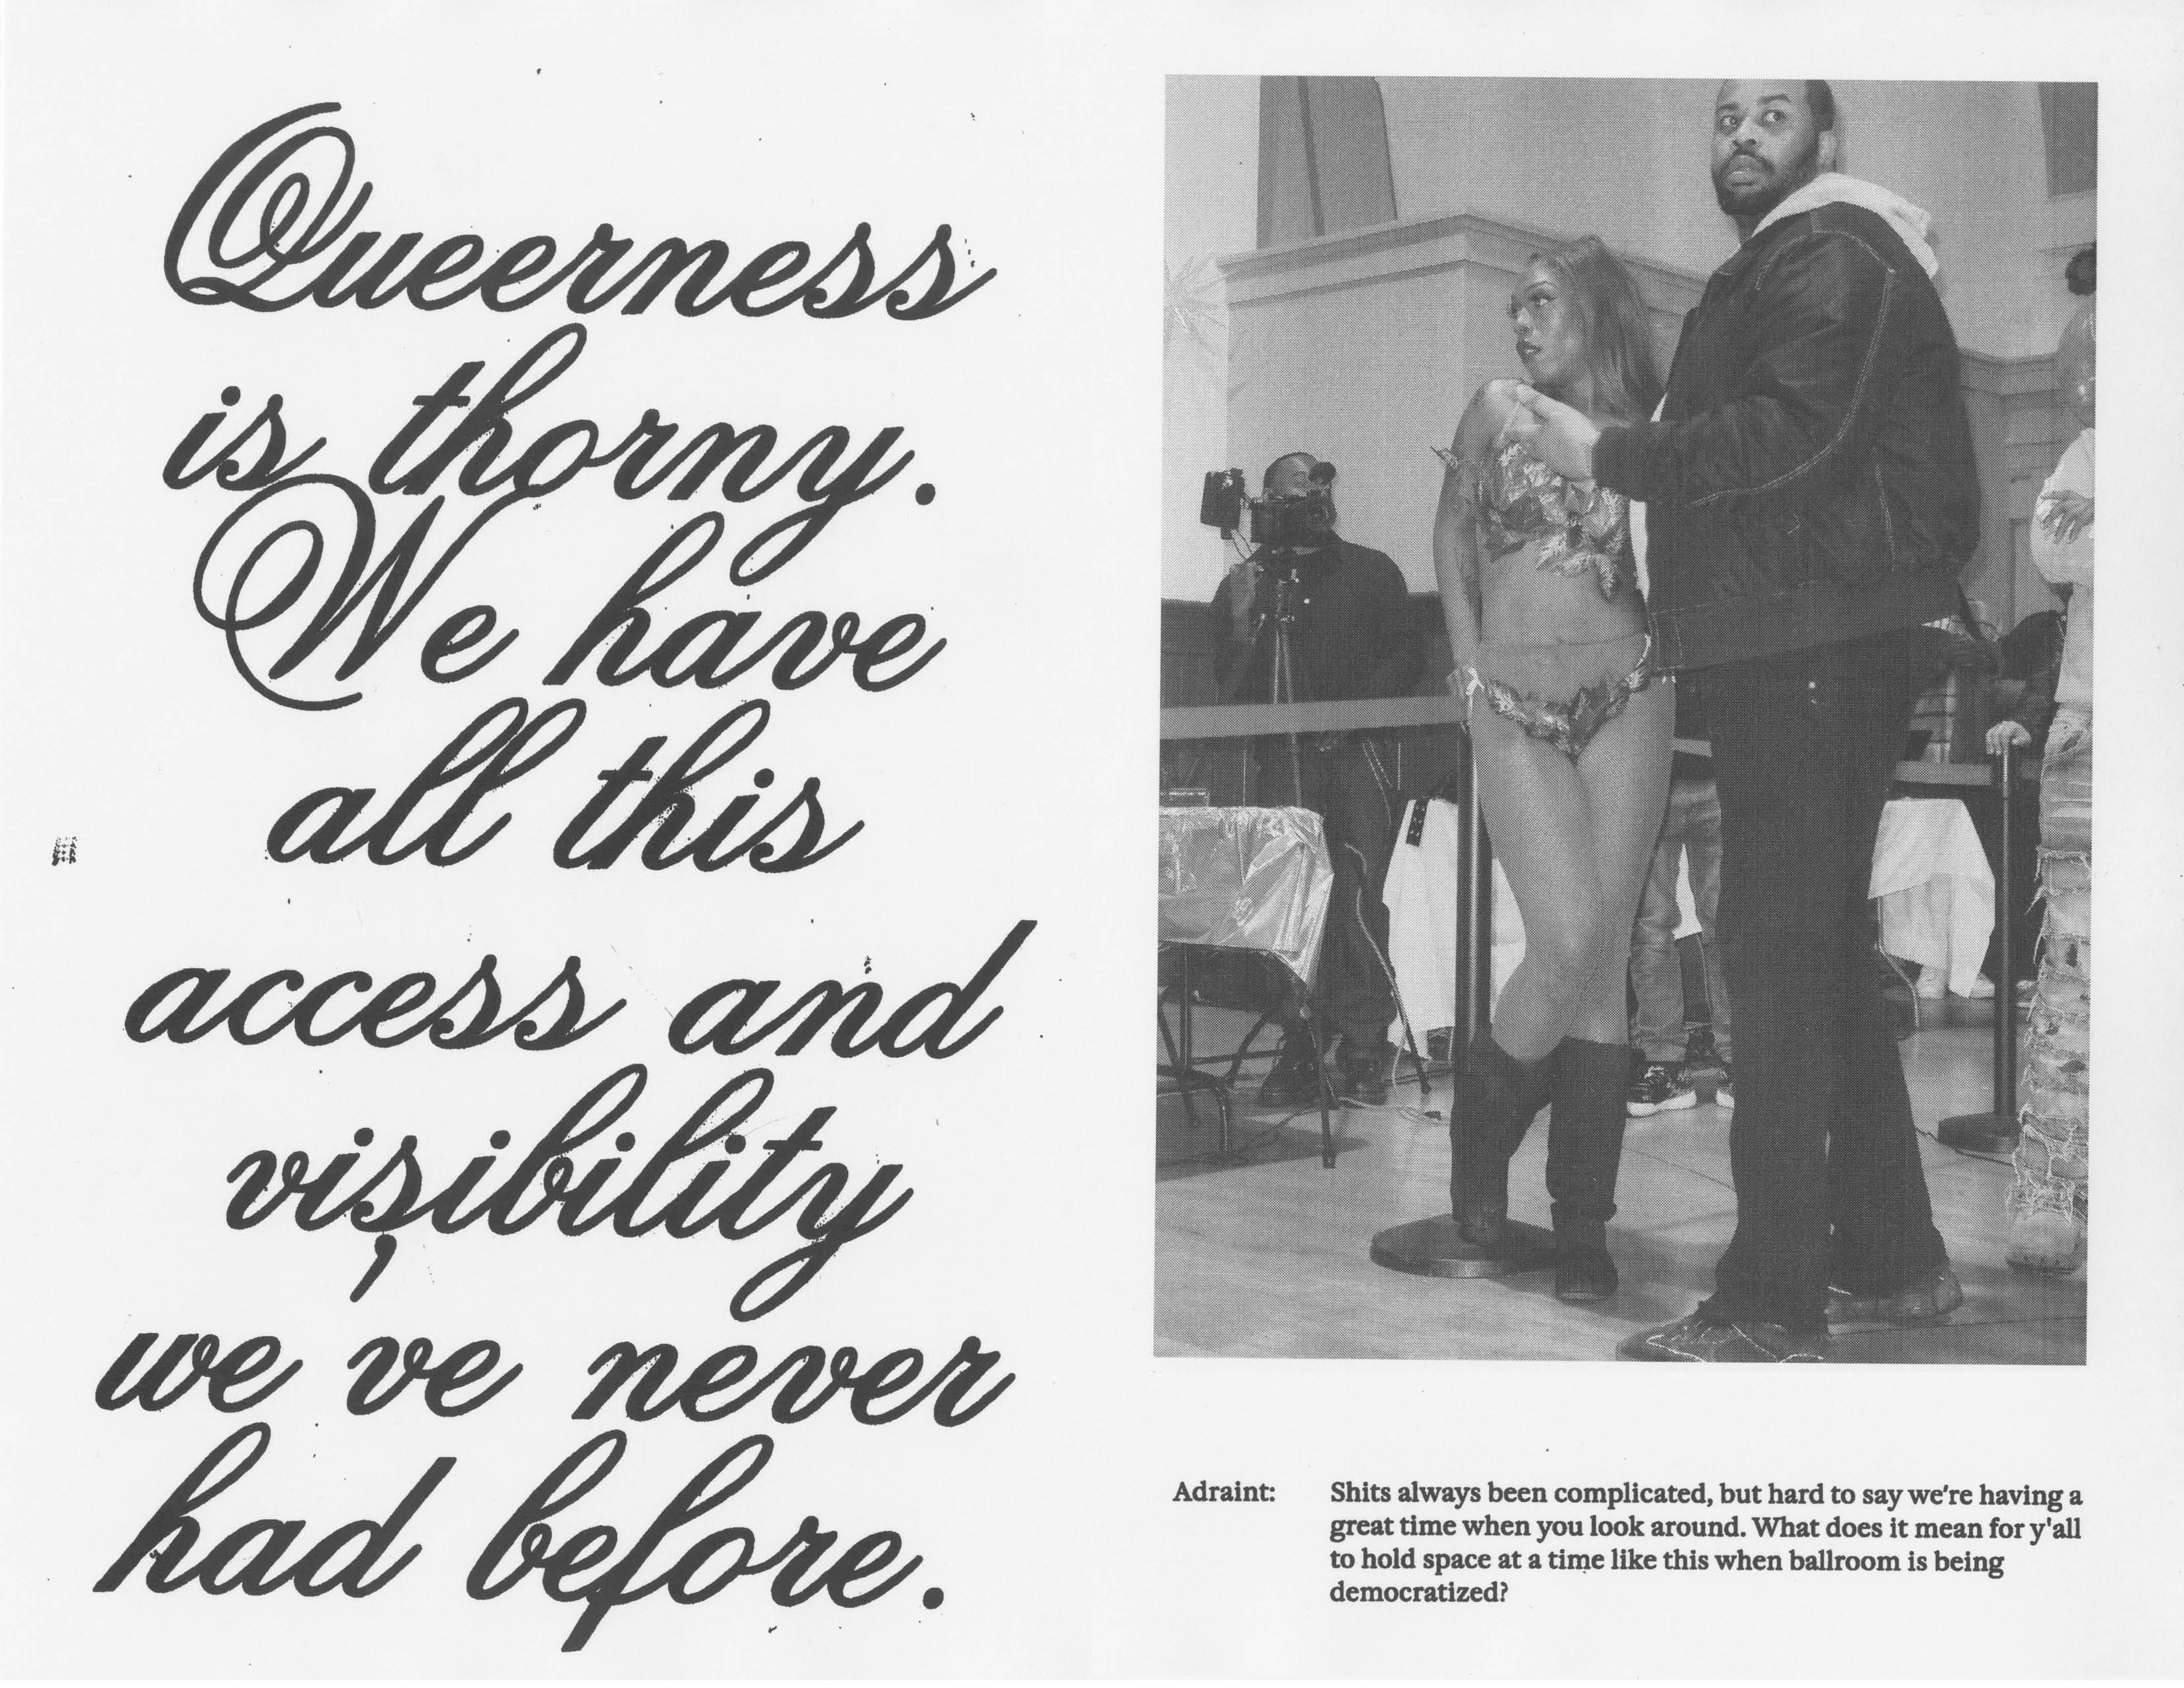 Queerness
is thorny.
We have
all this
access and
visibility
we've never
had before.
Adraint: Shits always been complicated, but hard to say we're having a
great time when you look around. What does it mean for y'all
to hold space at a time like this when ballroom is being
democratized?